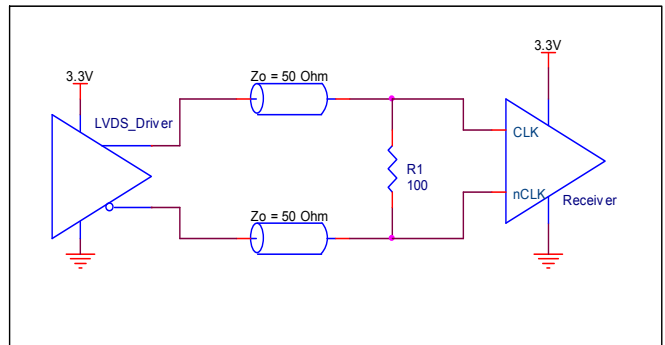 3.3V
Zo = 50 Ohm
3.3V
LVDS_Driver
CLK
R1
100
nCLK
Receiver
Zo = 50 Ohm